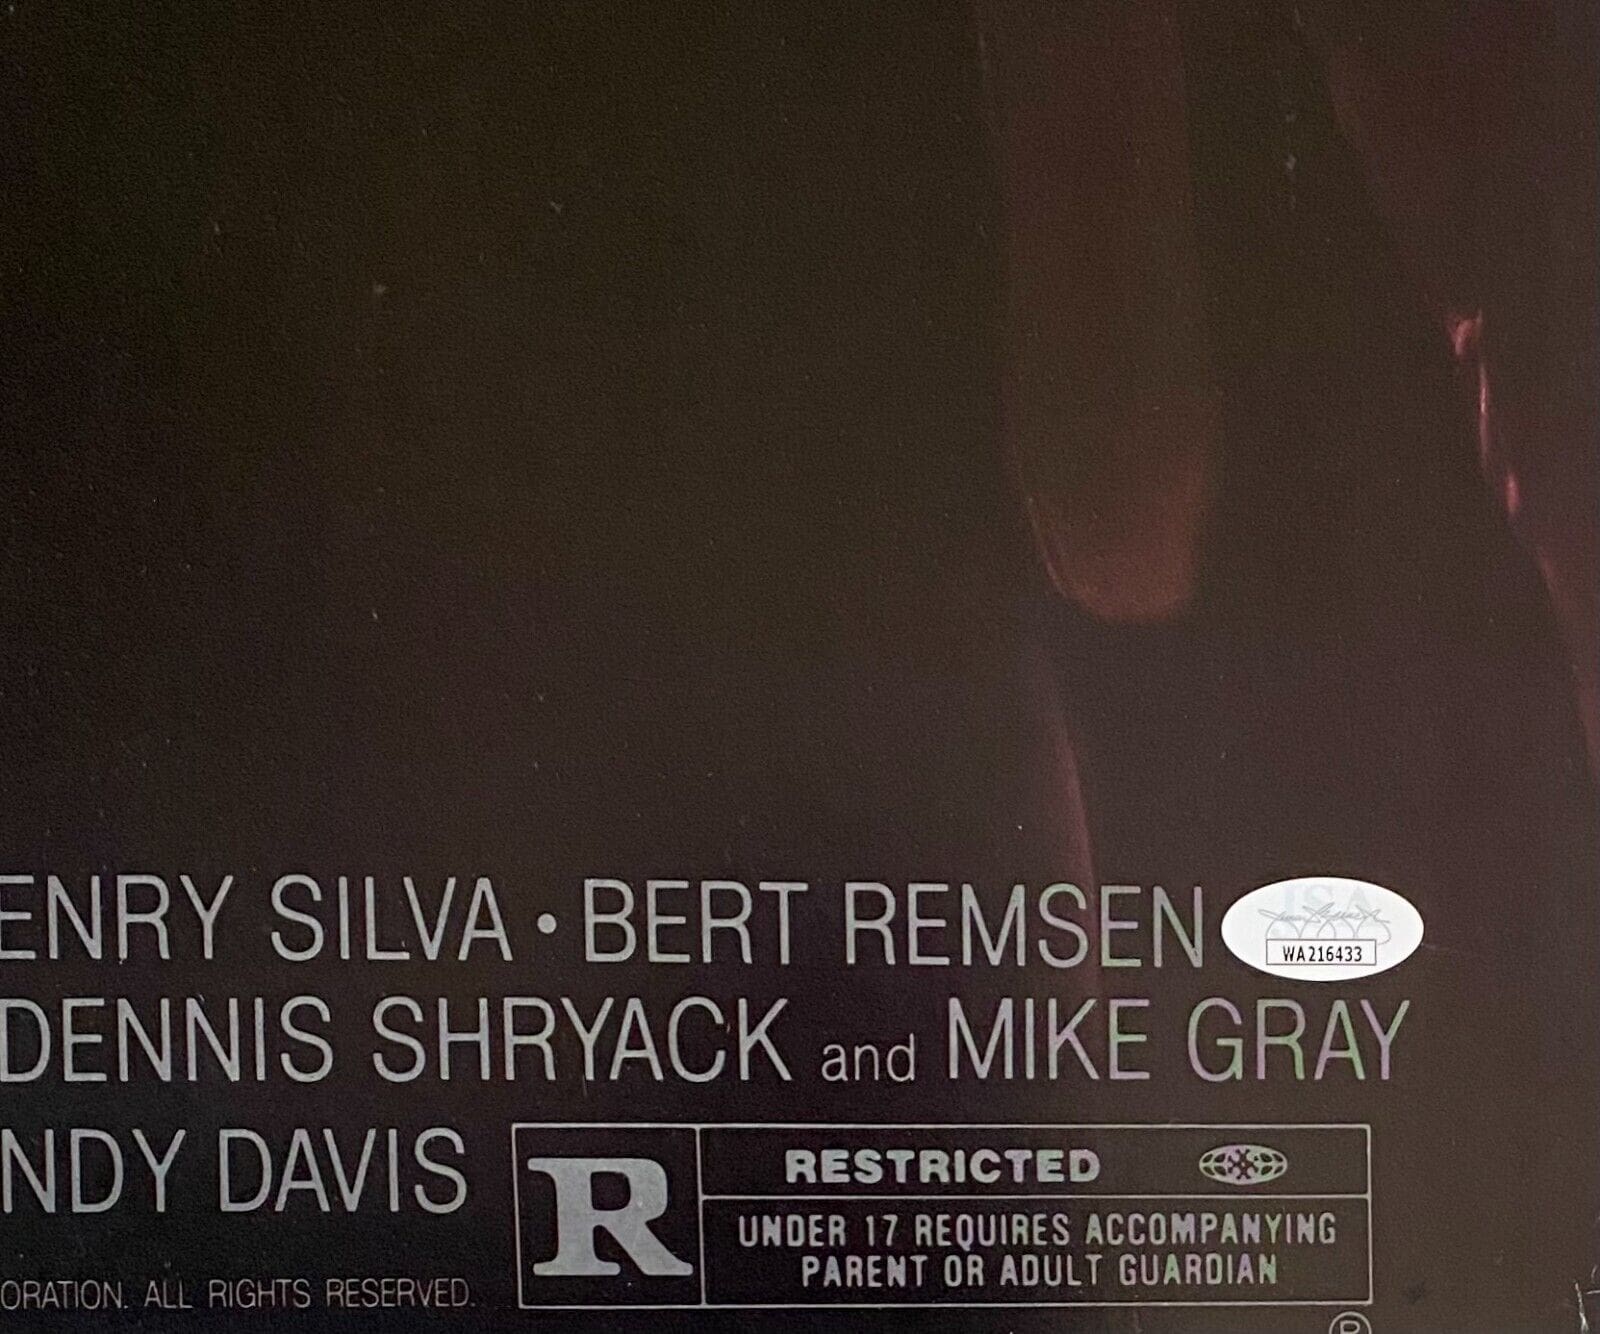 ENRY SILVA • BERT REMSEN
JSA
WA216433
DENNIS SHRYACK and MIKE GRAY
NDY DAVIS
R
RESTRICTED
UNDER 17 REQUIRES ACCOMPANYING
PARENT OR ADULT GUARDIAN
ORATION. ALL RIGHTS RESERVED.
®